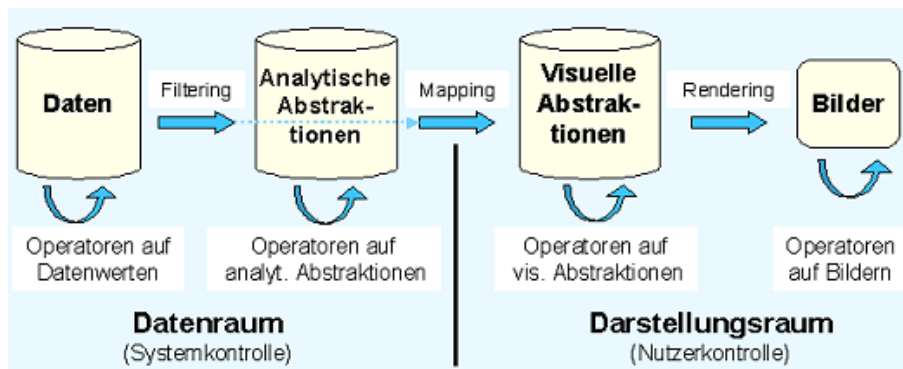 Daten
Filtering
Analytische
Abstrak-
tionen
Mapping
Visuelle
Abstrak-
tionen
Rendering
Bilder
Operatoren auf
Datenwerten
Operatoren auf
analyt. Abstraktionen
Operatoren auf
vis. Abstraktionen
Operatoren
auf Bildern
Datenraum
(Systemkontrolle)
Darstellungsraum
(Nutzerkontrolle)